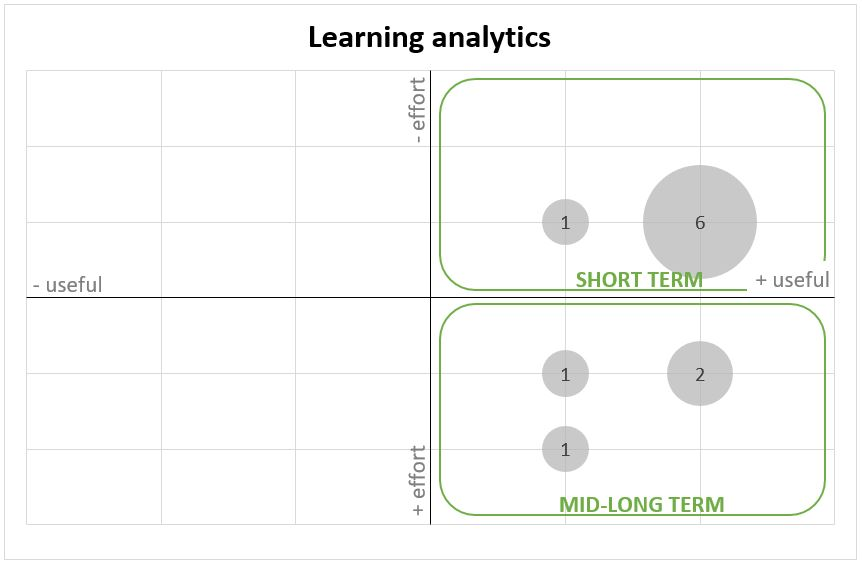 Learning analytics
- effort
1
6
SHORT TERM
- useful
+ useful
1
2
1
+ effort
MID-LONG TERM